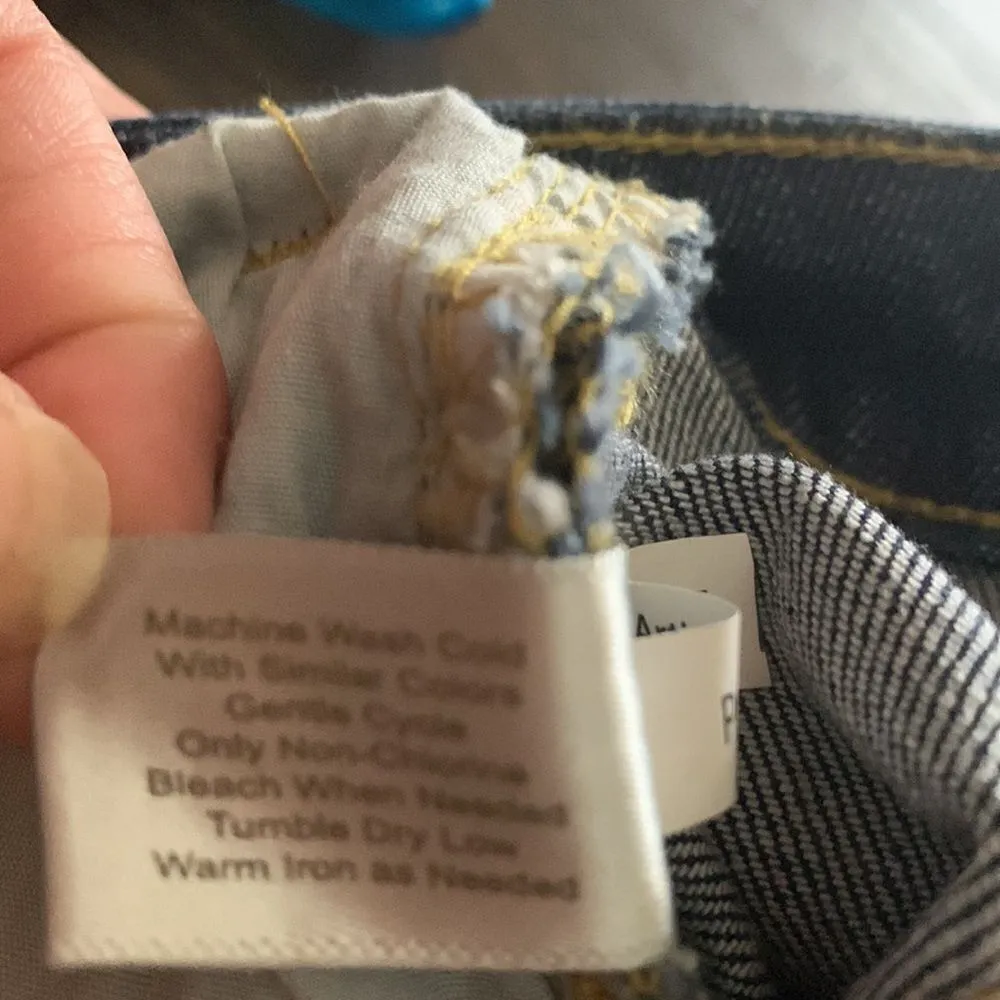 Machine Wash Cold
With Similar Colors
Gentle Cycle
Only Non-Chlorine
Bleach When Needed
Tumble Dry Low
Warm Iron as Needed